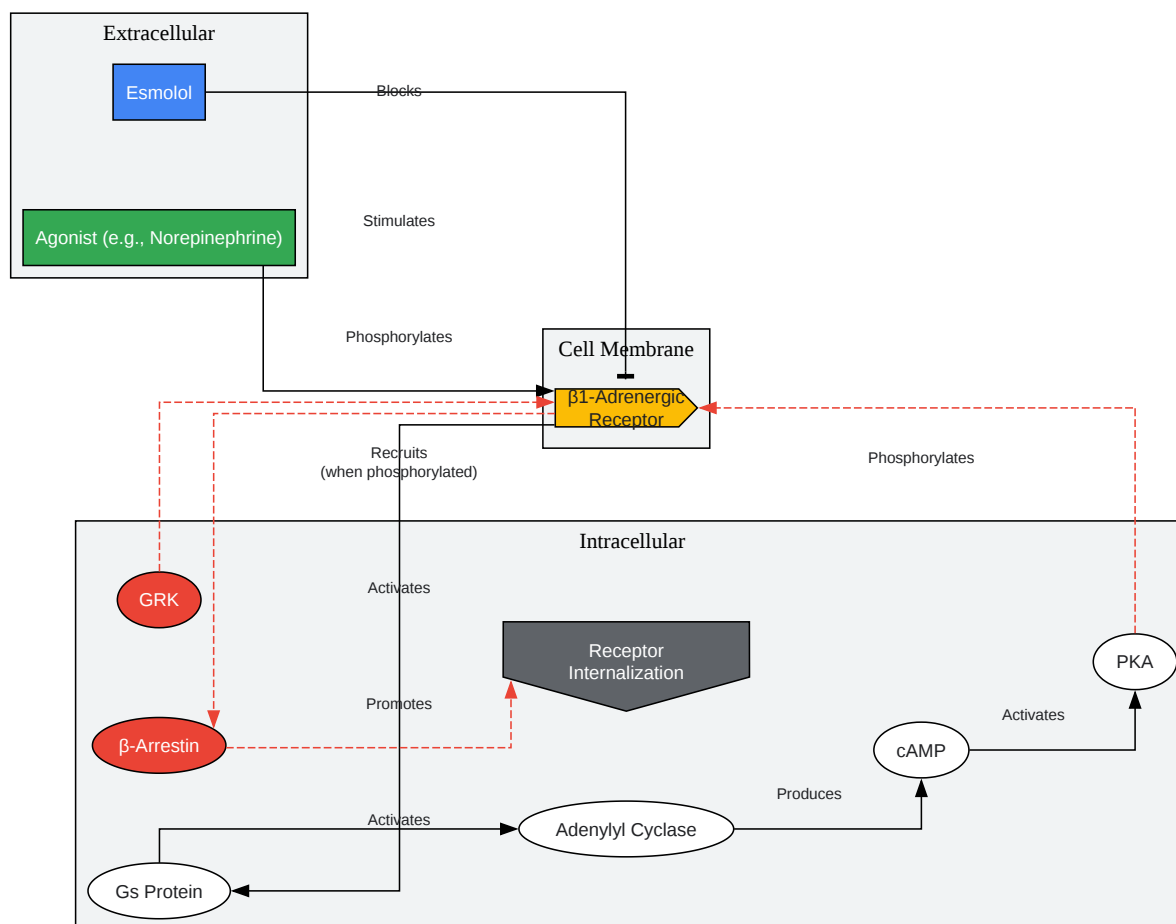 Extracellular
Esmolol
Blocks
Agonist (e.g., Norepinephrine)
Stimulates
Phosphorylates
Cell Membrane
β1-Adrenergic
Receptor
Recruits
(when phosphorylated)
Phosphorylates
Intracellular
GRK
Activates
Receptor
Internalization
PKA
Promotes
β-Arrestin
Activates
cAMP
Produces
Activates
Adenylyl Cyclase
Gs Protein